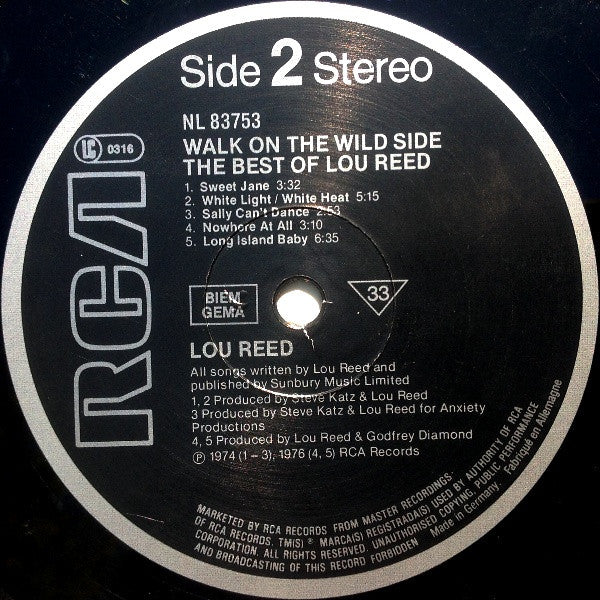 Side 2 Stereo
NL 83753
WALK ON THE WILD SIDE
THE BEST OF LOU REED
1. Sweet Jane 3:32
2. White Light / White Heat 5:15
3. Sally Can't Dance 2:53
4. Nowhere At All 3:10
5. Long Island Baby 6:35
LC 0316
RCA
BIEM
GEMA
33
LOU REED
All songs written by Lou Reed and
published by Sunbury Music Limited
1, 2 Produced by Steve Katz & Lou Reed
3 Produced by Steve Katz & Lou Reed for Anxiety
Productions
4, 5 Produced by Lou Reed & Godfrey Diamond
℗ 1974 (1 – 3), 1976 (4, 5) RCA Records
MARKETED BY RCA RECORDS FROM MASTER RECORDINGS
OF RCA RECORDS. TM(S) ® MARCA(S) REGISTRADA(S) USED BY AUTHORITY OF RCA
CORPORATION. ALL RIGHTS RESERVED. UNAUTHORISED COPYING, PUBLIC PERFORMANCE
AND BROADCASTING OF THIS RECORD FORBIDDEN Made in Germany. Fabriqué en Allemagne